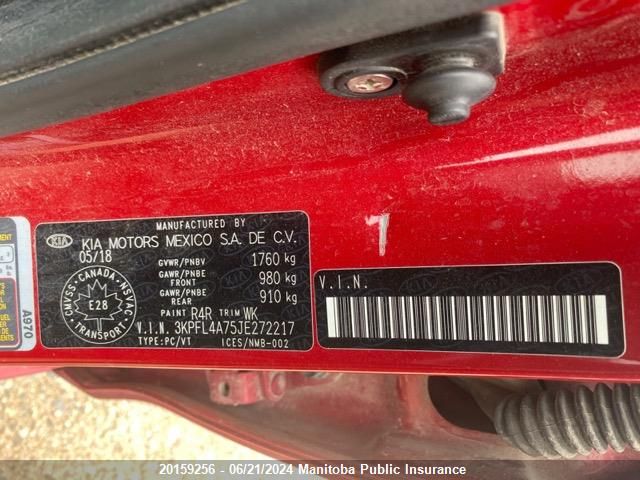 MANUFACTURED BY
KIA KIA MOTORS MEXICO S.A. DE C.V.
05/18
GVWR/PNBV 1760 kg
GAWR/PNBE FRONT 980 kg
GAWR/PNBE REAR 910 kg
PAINT R4R TRIM WK
V.I.N. 3KPFL4A75JE272217
TYPE:PC/VT ICES/NMB-002
CMVSS - CANADA - NSVAC
E28
TRANSPORT
A970
V.I.N.
20159256 - 06/21/2024 Manitoba Public Insurance